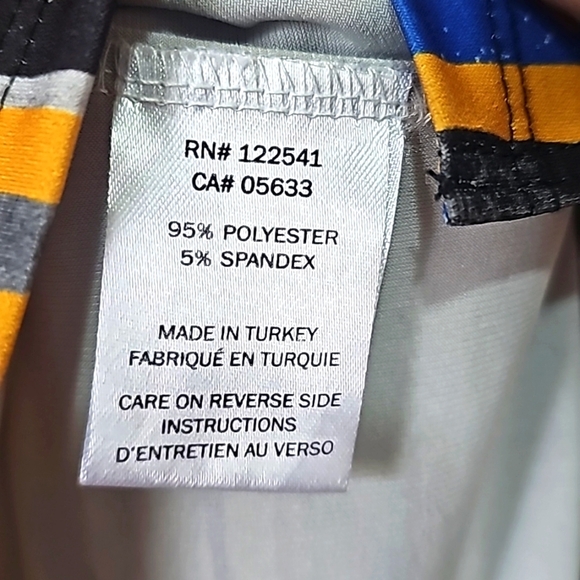 RN# 122541
CA# 05633
95% POLYESTER
5% SPANDEX
MADE IN TURKEY
FABRIQUÉ EN TURQUIE
CARE ON REVERSE SIDE
INSTRUCTIONS
D'ENTRETIEN AU VERSO